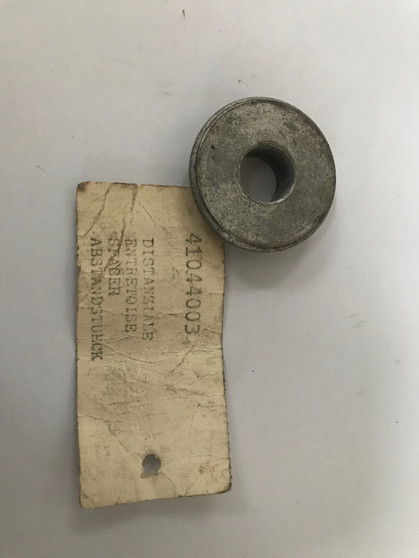 41044003
DISTANZIALE
ENTRETOISE
SPACER
ABSTANDSTUECK